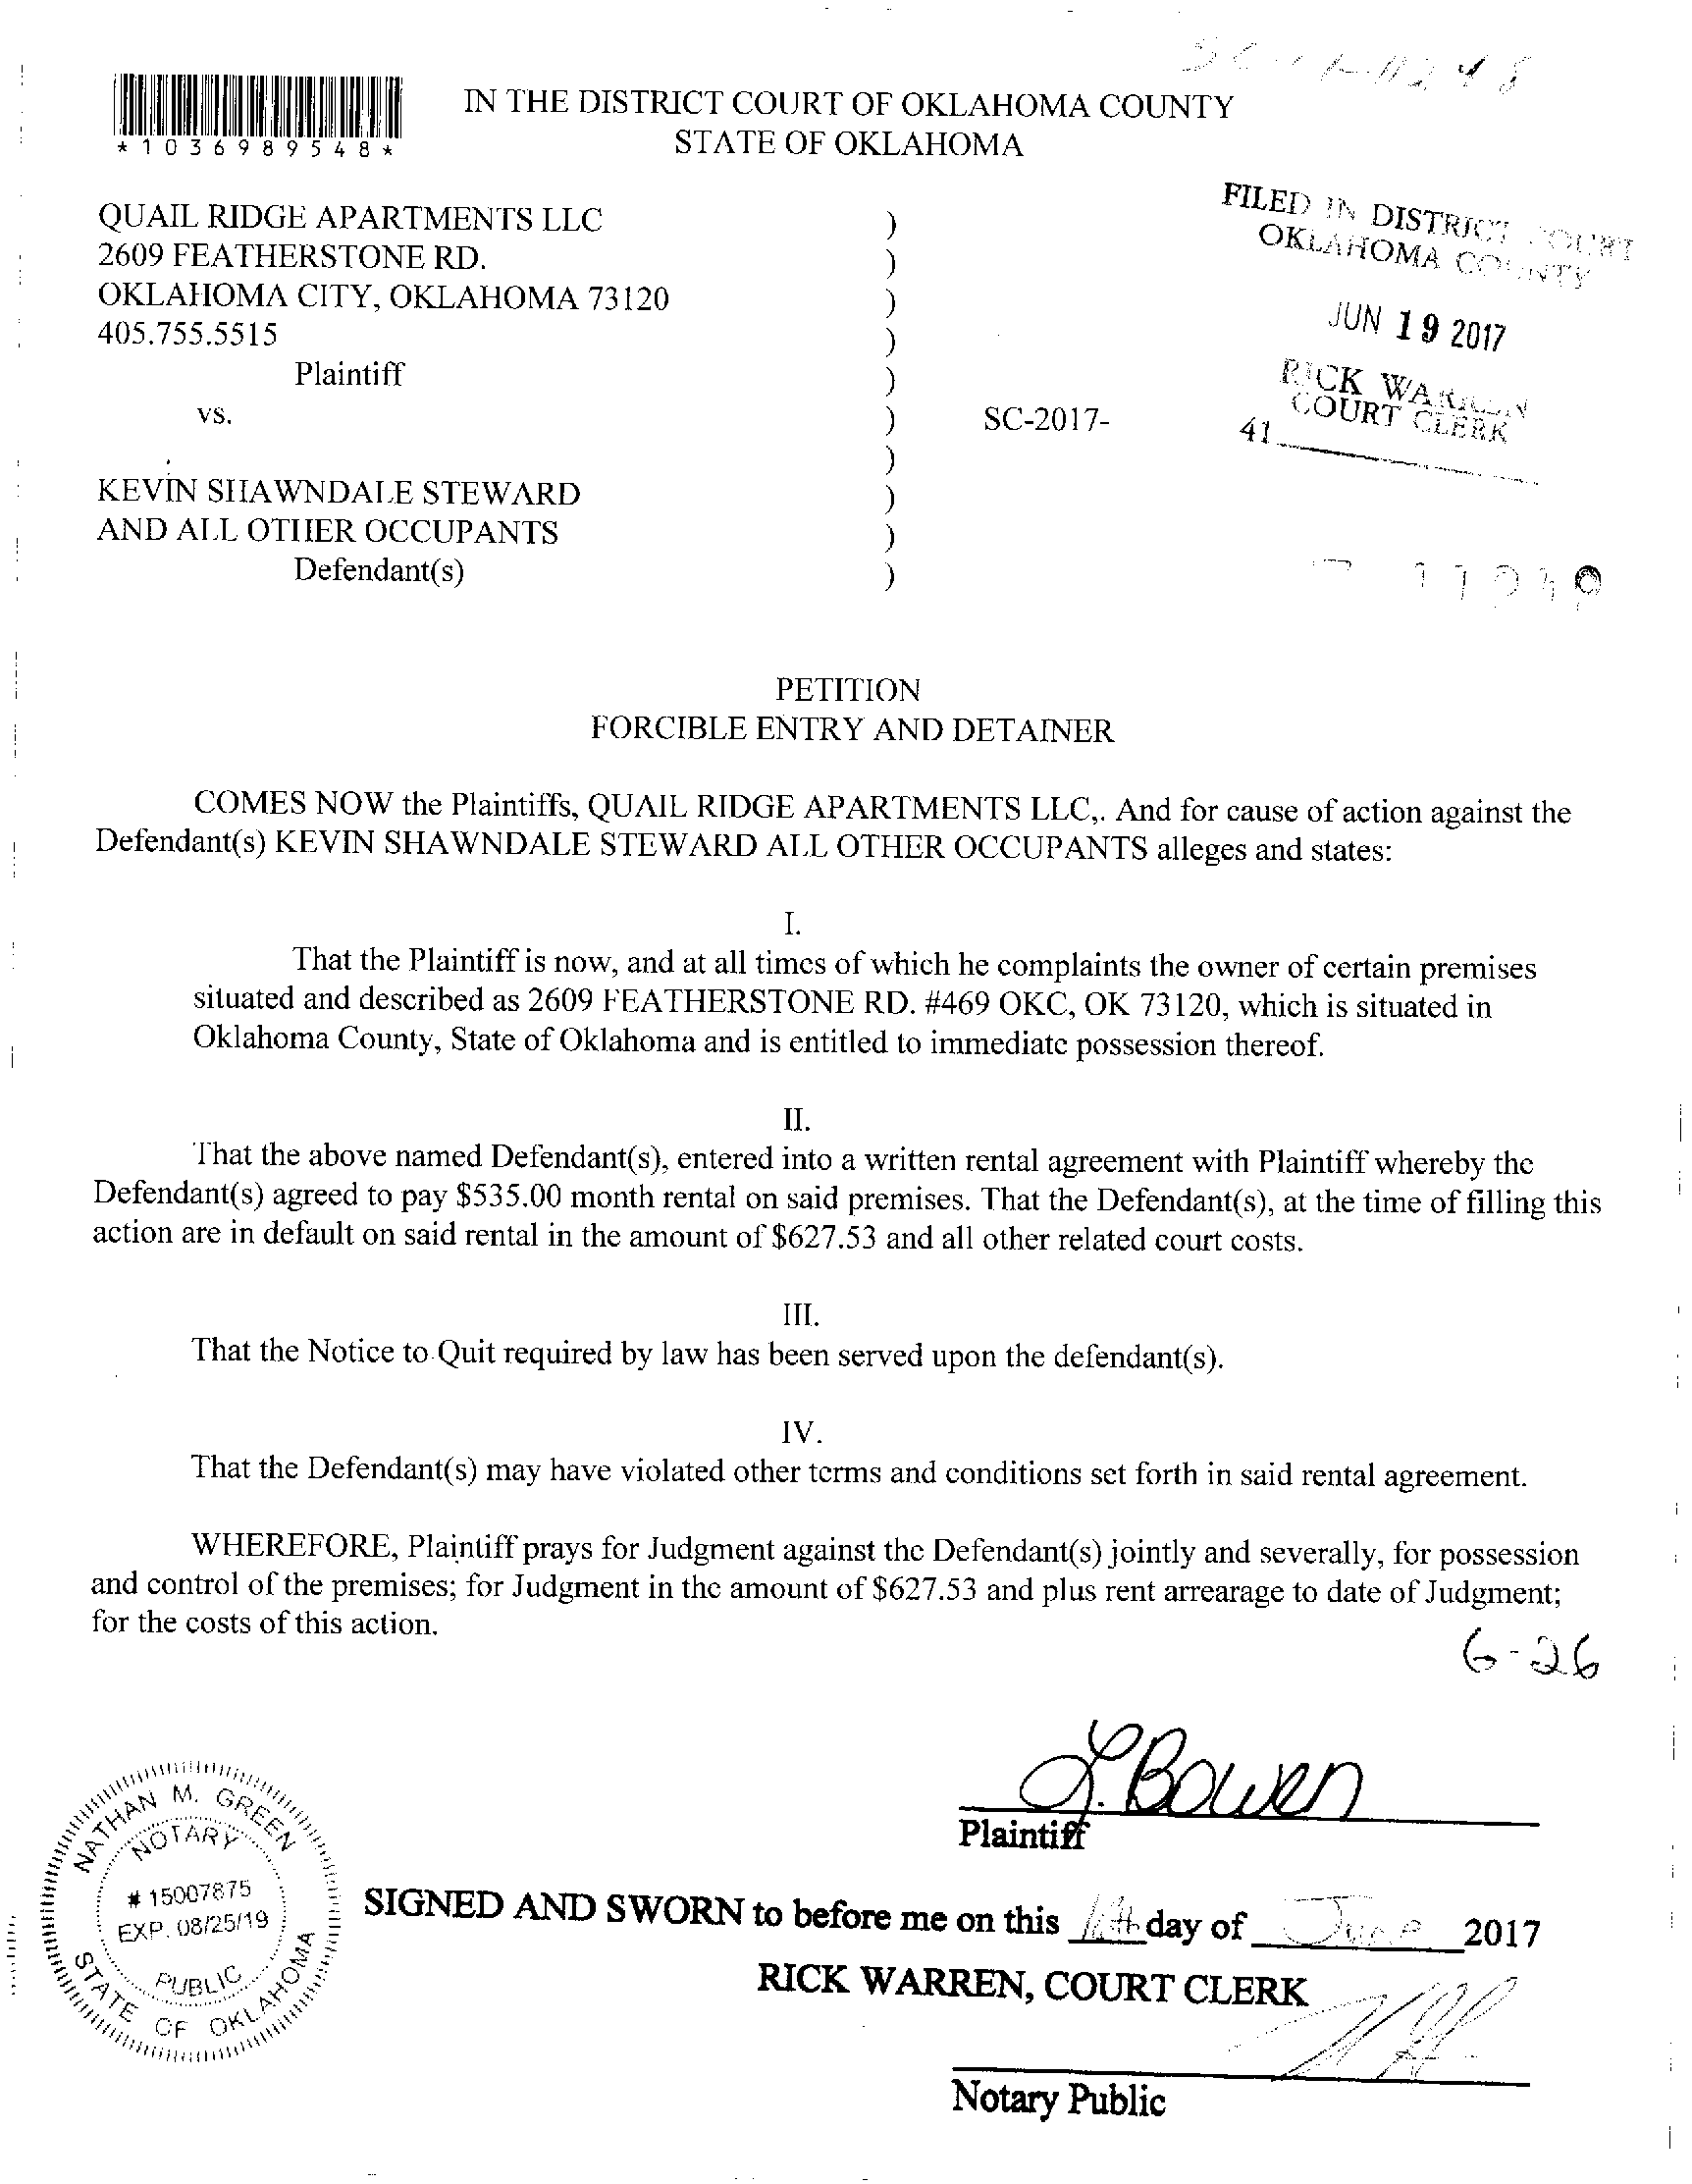 IN THE DISTRICT COURT OF OKLAHOMA COUNTY
STATE OF OKLAHOMA
*1036989548*
FILED IN DISTRICT COURT
OKLAHOMA COUNTY
JUN 19 2017
RICK WARREN
COURT CLERK
41
QUAIL RIDGE APARTMENTS LLC )
2609 FEATHERSTONE RD. )
OKLAHOMA CITY, OKLAHOMA 73120 )
405.755.5515 )
Plaintiff )
vs. ) SC-2017-
)
KEVIN SHAWNDALE STEWARD )
AND ALL OTHER OCCUPANTS )
Defendant(s) )
PETITION
FORCIBLE ENTRY AND DETAINER
COMES NOW the Plaintiffs, QUAIL RIDGE APARTMENTS LLC,. And for cause of action against the
Defendant(s) KEVIN SHAWNDALE STEWARD ALL OTHER OCCUPANTS alleges and states:
I.
That the Plaintiff is now, and at all times of which he complaints the owner of certain premises
situated and described as 2609 FEATHERSTONE RD. #469 OKC, OK 73120, which is situated in
Oklahoma County, State of Oklahoma and is entitled to immediate possession thereof.
II.
That the above named Defendant(s), entered into a written rental agreement with Plaintiff whereby the
Defendant(s) agreed to pay $535.00 month rental on said premises. That the Defendant(s), at the time of filling this
action are in default on said rental in the amount of $627.53 and all other related court costs.
III.
That the Notice to Quit required by law has been served upon the defendant(s).
IV.
That the Defendant(s) may have violated other terms and conditions set forth in said rental agreement.
WHEREFORE, Plaintiff prays for Judgment against the Defendant(s) jointly and severally, for possession
and control of the premises; for Judgment in the amount of $627.53 and plus rent arrearage to date of Judgment;
for the costs of this action.
6-26
L. Bowen
Plaintiff
NATHAN M. GREEN
NOTARY
# 15007875
EXP. 08/25/19
PUBLIC
STATE OF OKLAHOMA
SIGNED AND SWORN to before me on this day of June 2017
RICK WARREN, COURT CLERK
Notary Public